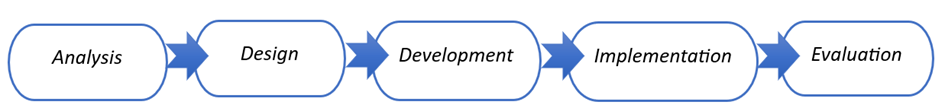 Analysis
Design
Development
Implementation
Evaluation